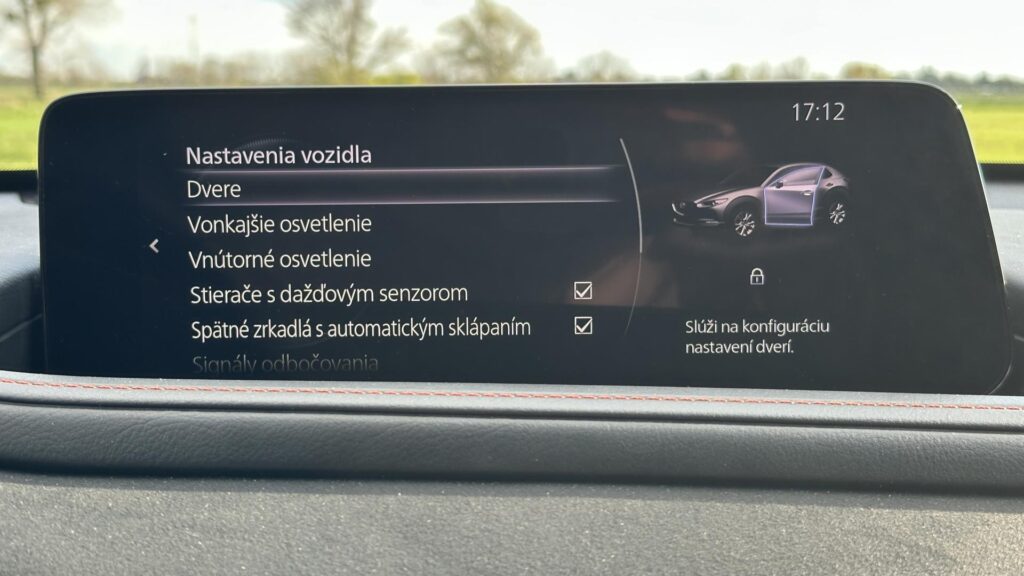 17:12
Nastavenia vozidla
Dvere
Vonkajšie osvetlenie
Vnútorné osvetlenie
Stierače s dažďovým senzorom
Spätné zrkadlá s automatickým sklápaním
Signály odbočovania
Slúži na konfiguráciu
nastavení dverí.